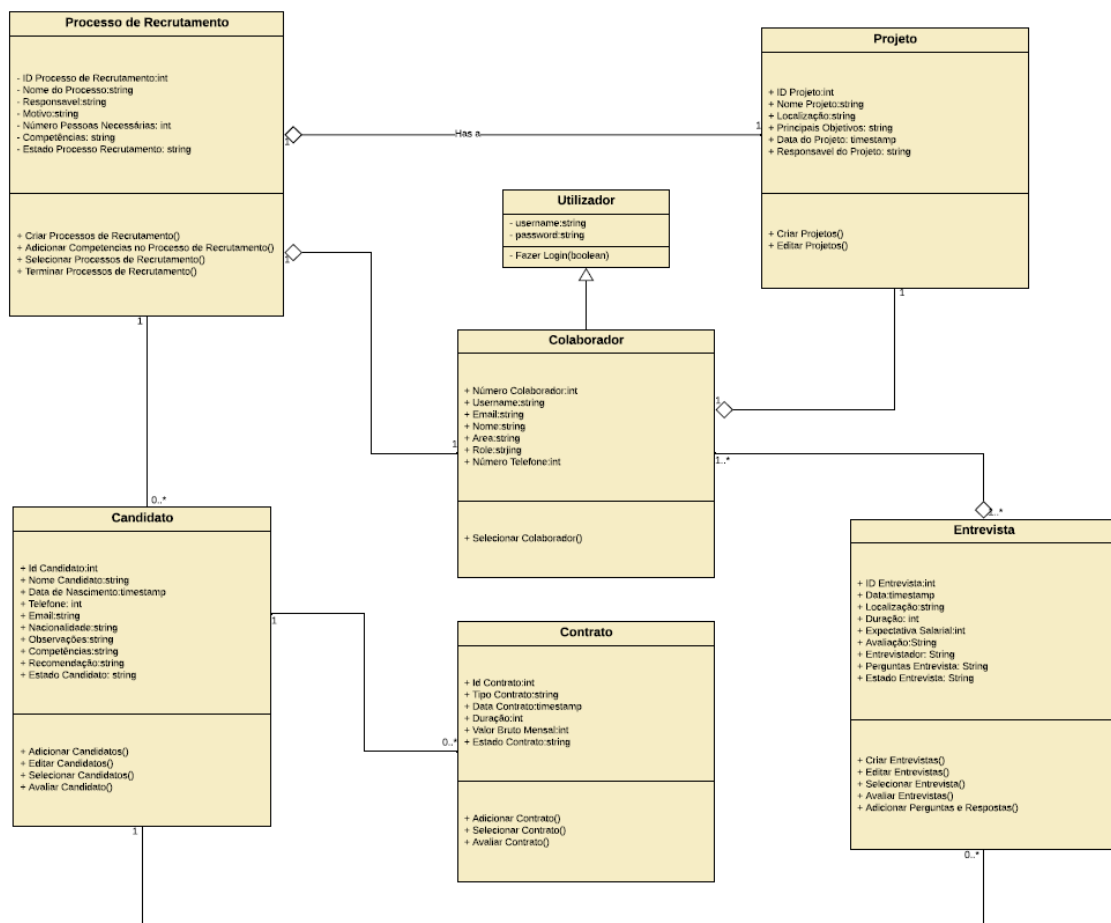 Processo de Recrutamento
- ID Processo de Recrutamento:int
- Nome do Processo:string
- Responsavel:string
- Motivo:string
- Número Pessoas Necessárias: int
- Competências: string
- Estado Processo Recrutamento: string
+ Criar Processos de Recrutamento()
+ Adicionar Competencias no Processo de Recrutamento()
+ Selecionar Processos de Recrutamento()
+ Terminar Processos de Recrutamento()
1
1
1
Has a
1
Projeto
+ ID Projeto:int
+ Nome Projeto:string
+ Localização:string
+ Principais Objetivos: string
+ Data do Projeto: timestamp
+ Responsavel do Projeto: string
+ Criar Projetos()
+ Editar Projetos()
1
Utilizador
- username:string
- password:string
- Fazer Login(boolean)
Colaborador
+ Número Colaborador:int
+ Username:string
+ Email:string
+ Nome:string
+ Area:string
+ Role:strjing
+ Número Telefone:int
+ Selecionar Colaborador()
1
1
1..*
0..*
Candidato
+ Id Candidato:int
+ Nome Candidato:string
+ Data de Nascimento:timestamp
+ Telefone: int
+ Email:string
+ Nacionalidade:string
+ Observações:string
+ Competências:string
+ Recomendação:string
+ Estado Candidato: string
+ Adicionar Candidatos()
+ Editar Candidatos()
+ Selecionar Candidatos()
+ Avaliar Candidato()
1
1
0..*
Contrato
+ Id Contrato:int
+ Tipo Contrato:string
+ Data Contrato:timestamp
+ Duração:int
+ Valor Bruto Mensal:int
+ Estado Contrato:string
+ Adicionar Contrato()
+ Selecionar Contrato()
+ Avaliar Contrato()
Entrevista
+ ID Entrevista:int
+ Data:timestamp
+ Localização:string
+ Duração: int
+ Expectativa Salarial:int
+ Avaliação:String
+ Entrevistador: String
+ Perguntas Entrevista: String
+ Estado Entrevista: String
+ Criar Entrevistas()
+ Editar Entrevistas()
+ Selecionar Entrevista()
+ Avaliar Entrevistas()
+ Adicionar Perguntas e Respostas()
0..*